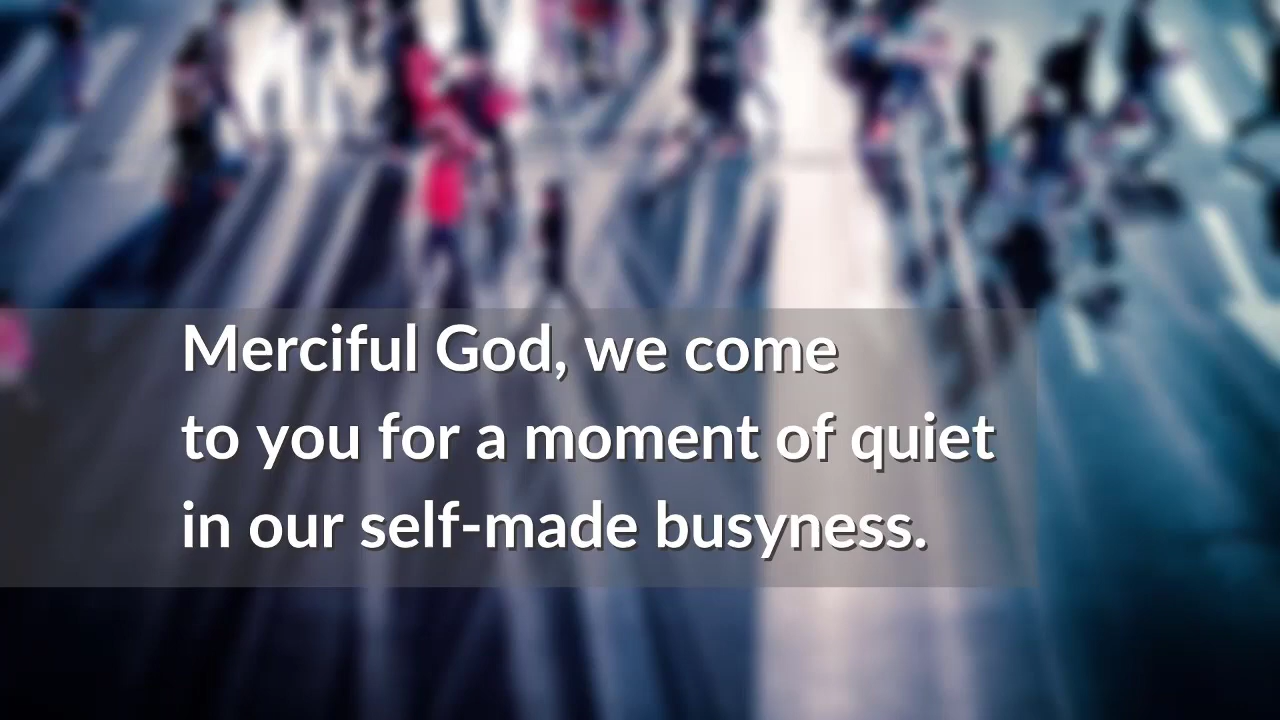 Merciful God, we come
to you for a moment of quiet
in our self-made busyness.